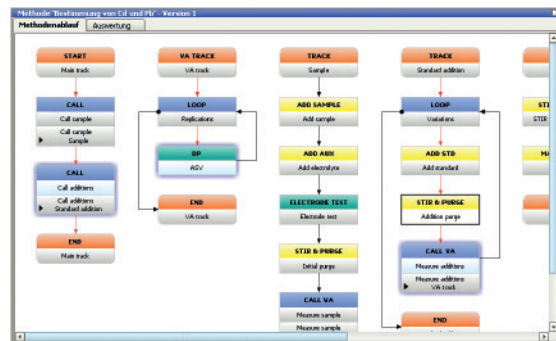 Methode 'Bestimmung von Cd und Pb' - Version 1
Methodenablauf
Auswertung
START
Main track
CALL
Call sample
Call sample
Sample
CALL
Call additions
Call additions
Standard addition
END
Main track
VA TRACK
VA track
LOOP
Replications
DP
ASV
END
VA track
TRACK
Sample
ADD SAMPLE
Add sample
ADD AUX
Add electrolyte
ELECTRODE TEST
Electrode test
STIR & PURGE
Initial purge
CALL VA
Measure sample
Measure sample
TRACK
Standard addition
LOOP
Variations
ADD STD
Add standard
STIR & PURGE
Addition purge
CALL VA
Measure additions
Measure additions
VA track
END
STIR